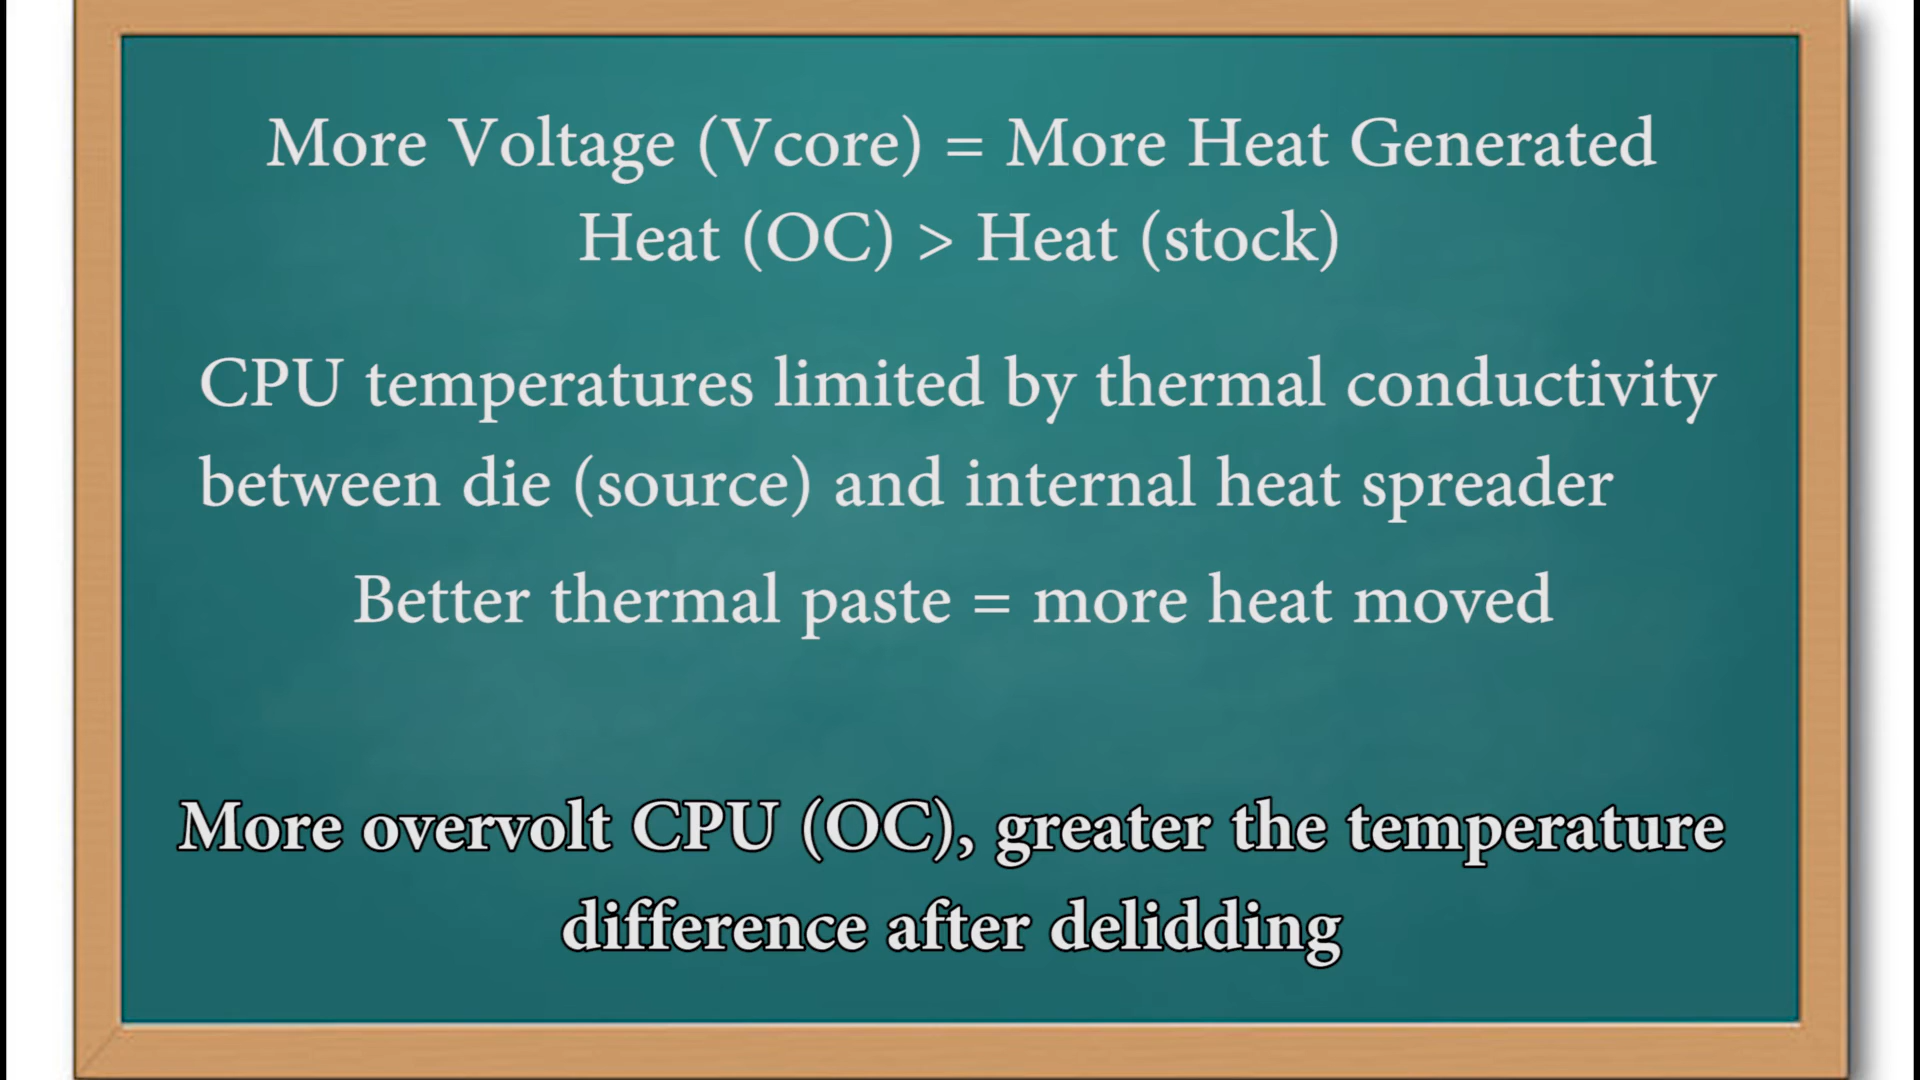 More Voltage (Vcore) = More Heat Generated
Heat (OC) > Heat (stock)
CPU temperatures limited by thermal conductivity
between die (source) and internal heat spreader
Better thermal paste = more heat moved
More overvolt CPU (OC), greater the temperature
difference after delidding